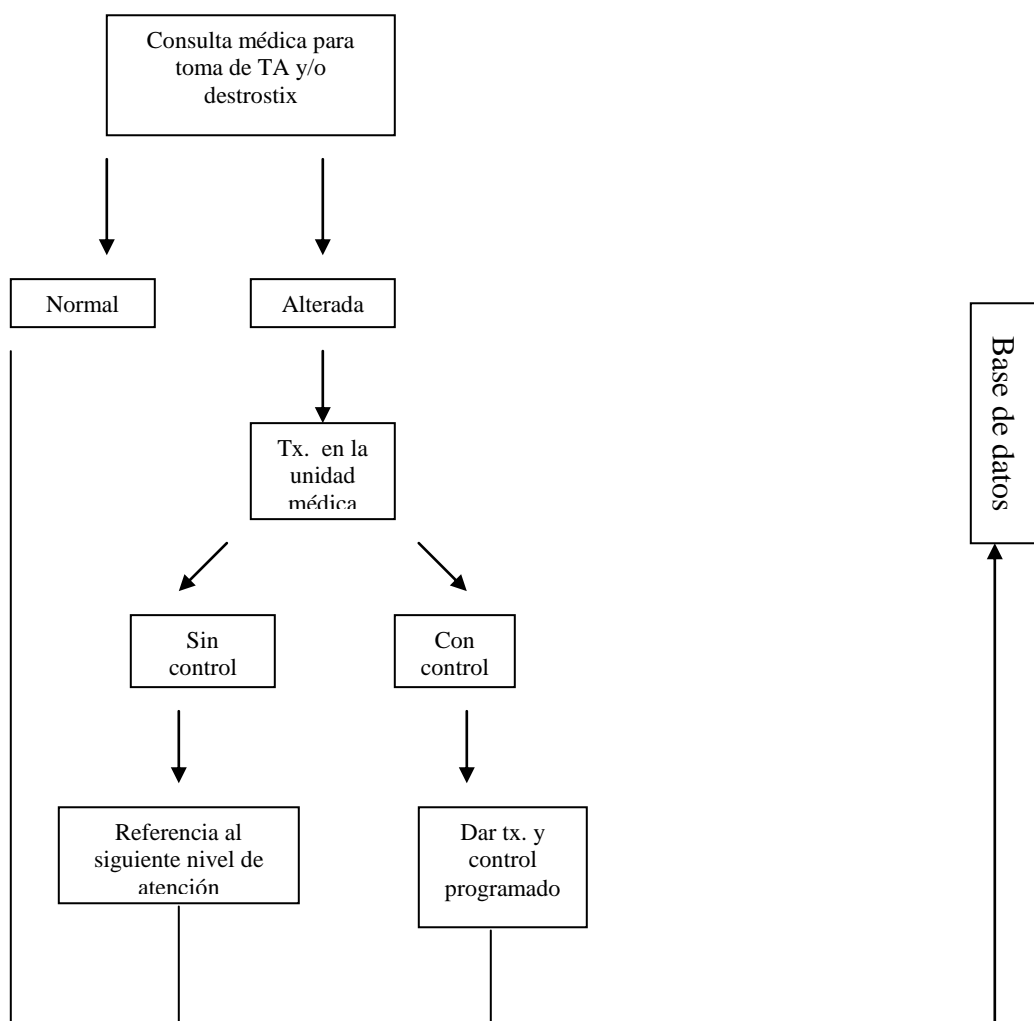 Consulta médica para
toma de TA y/o
destrostix
Normal
Alterada
Base de datos
Tx. en la
unidad
médica
Sin
control
Con
control
Referencia al
siguiente nivel de
atención
Dar tx. y
control
programado